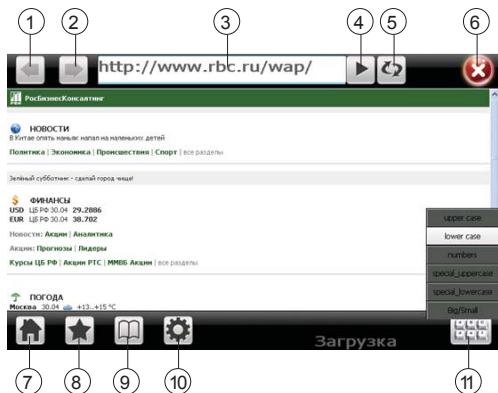 1 2 3 4 5 6
http://www.rbc.ru/wap/
РосБизнесКонсалтинг
НОВОСТИ
В Китае опять маньяк напал на маленьких детей
Политика | Экономика | Происшествия | Спорт | все разделы
Зелёный субботник - сделай город чище!
$ ФИНАНСЫ
USD ЦБ РФ 30.04 29.2886
EUR ЦБ РФ 30.04 38.702
Новости: Акции | Аналитика
Акции: Прогнозы | Лидеры
Курсы ЦБ РФ | Акции РТС | ММВБ Акции | все разделы
ПОГОДА
Москва 30.04 +13..+15 °C
upper case
lower case
numbers
special_uppercase
special_lowercase
Big/Small
Загрузка
7 8 9 10 11